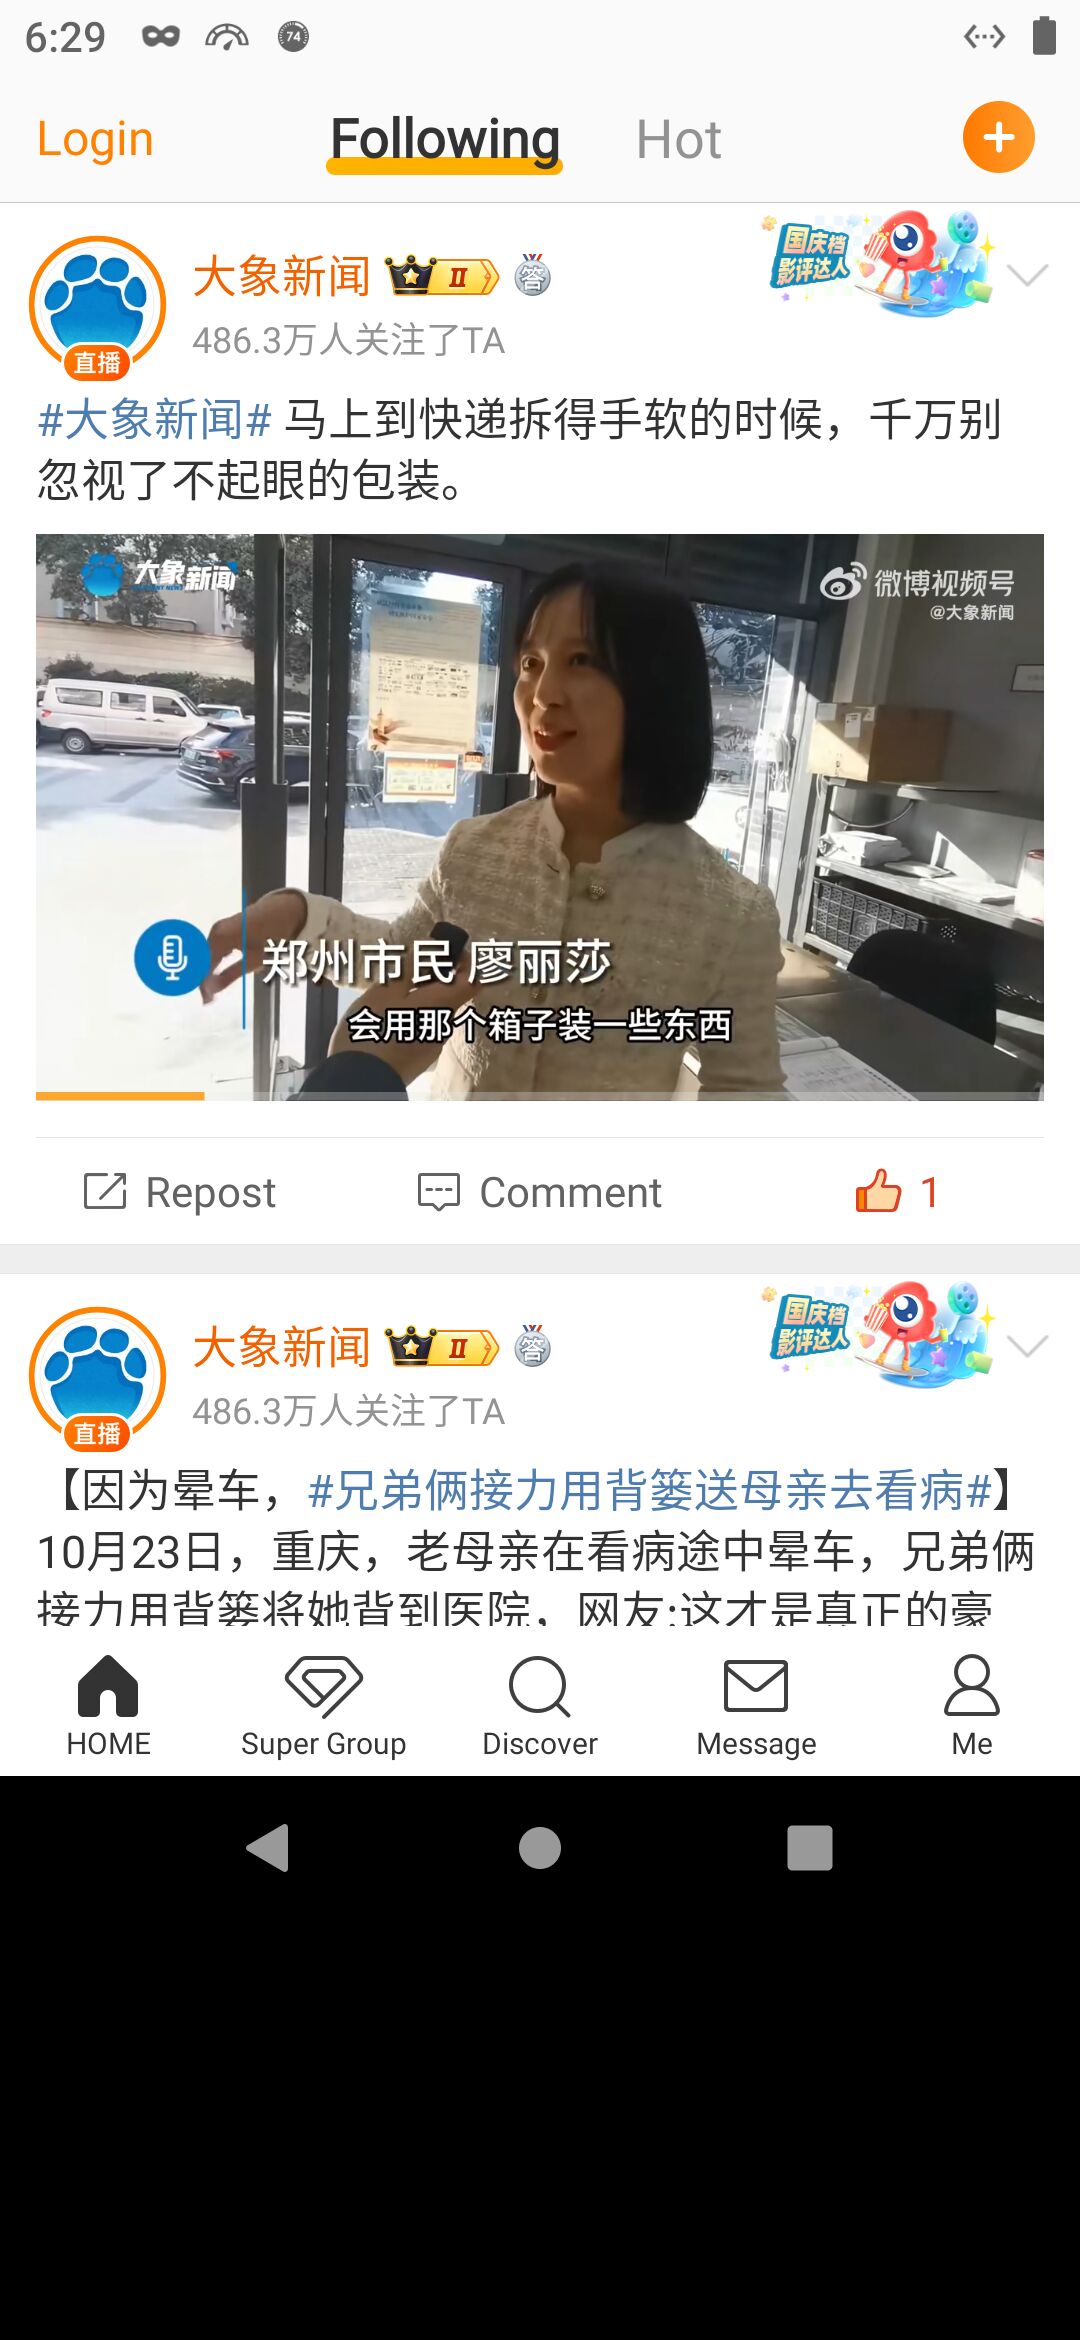 6:29
74
Login
Following
Hot
大象新闻
II
答
国庆档
影评达人
486.3万人关注了TA
直播
#大象新闻# 马上到快递拆得手软的时候，千万别
忽视了不起眼的包装。
大象新闻
微博视频号
@大象新闻
郑州市民 廖丽莎
会用那个箱子装一些东西
Repost
Comment
1
大象新闻
II
答
国庆档
影评达人
486.3万人关注了TA
直播
【因为晕车，#兄弟俩接力用背篓送母亲去看病#】
10月23日，重庆，老母亲在看病途中晕车，兄弟俩
接力用背篓将她背到医院，网友:这才是真正的豪
HOME
Super Group
Discover
Message
Me